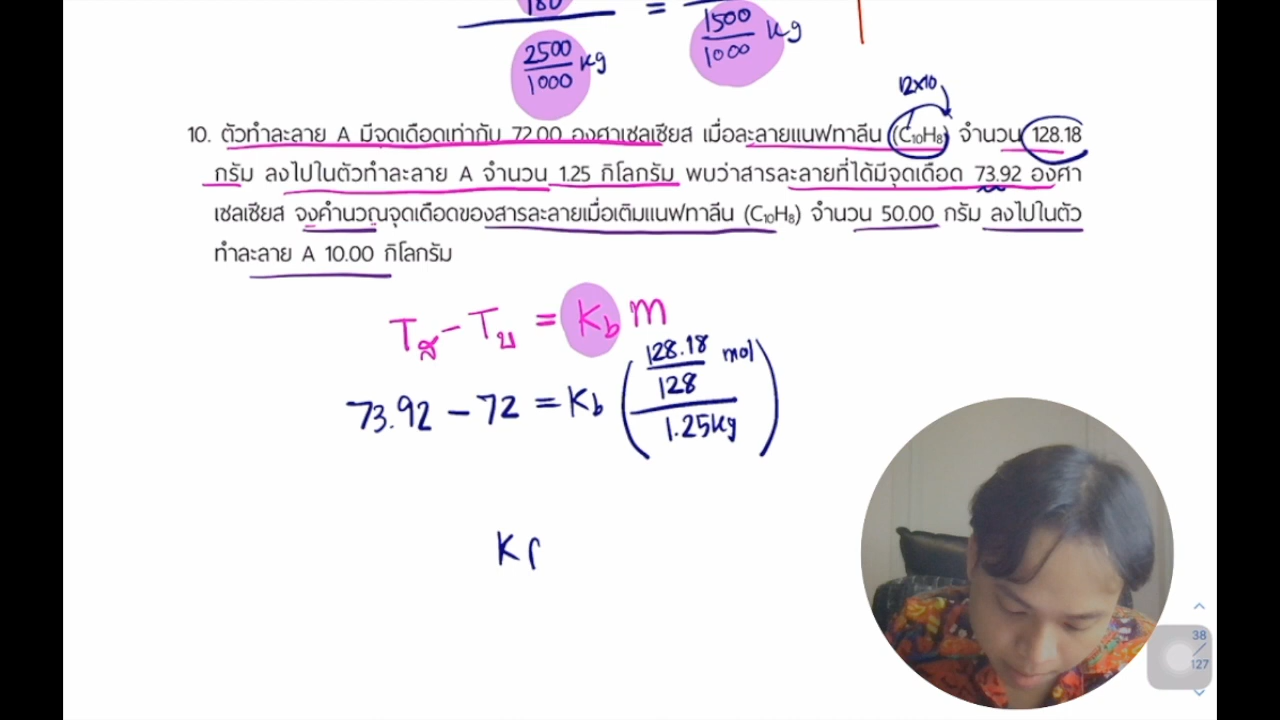 180
2500
1000 kg
=
1500
1000 kg
12x10
10. ตัวทำละลาย A มีจุดเดือดเท่ากับ 72.00 องศาเซลเซียส เมื่อละลายแนฟทาลีน (C₁₀H₈) จำนวน 128.18
กรัม ลงไปในตัวทำละลาย A จำนวน 1.25 กิโลกรัม พบว่าสารละลายที่ได้มีจุดเดือด 73.92 องศา
เซลเซียส จงคำนวณจุดเดือดของสารละลายเมื่อเติมแนฟทาลีน (C₁₀H₈) จำนวน 50.00 กรัม ลงไปในตัว
ทำละลาย A 10.00 กิโลกรัม
Tส - Tบ = Kb m
73.92 - 72 = Kb (128.18 mol
128
1.25kg)
K
38
/
127